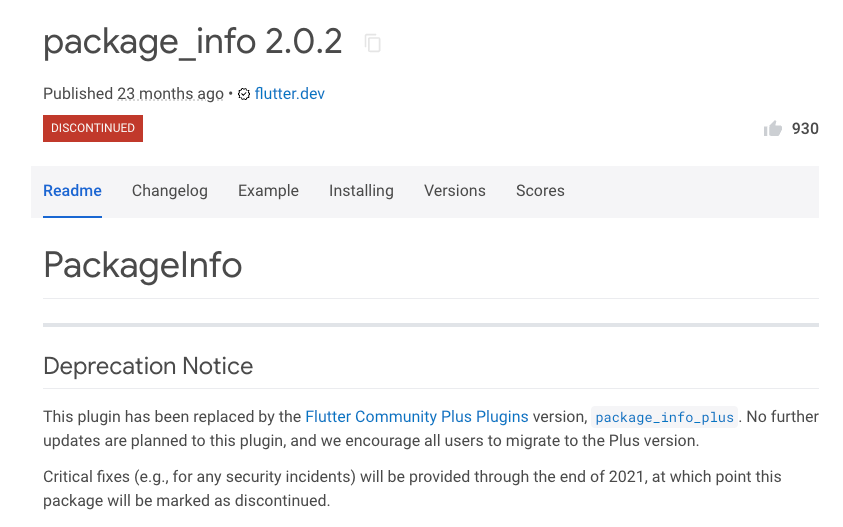 package_info 2.0.2
Published 23 months ago • flutter.dev
DISCONTINUED
930
Readme Changelog Example Installing Versions Scores
PackageInfo
Deprecation Notice
This plugin has been replaced by the Flutter Community Plus Plugins version, package_info_plus. No further
updates are planned to this plugin, and we encourage all users to migrate to the Plus version.
Critical fixes (e.g., for any security incidents) will be provided through the end of 2021, at which point this
package will be marked as discontinued.